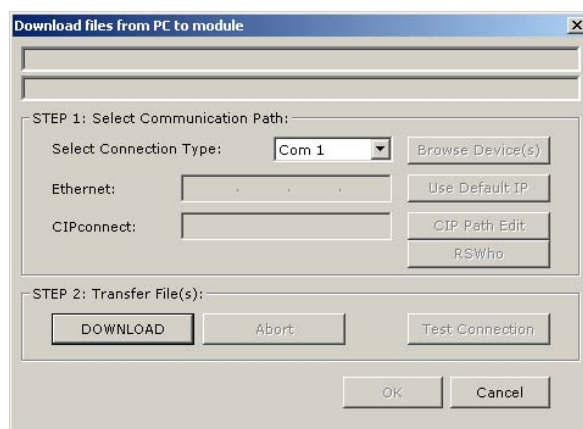 Download files from PC to module
STEP 1: Select Communication Path:
Select Connection Type: Com 1 Browse Device(s)
Ethernet: . . . Use Default IP
CIPconnect: CIP Path Edit
RSWho
STEP 2: Transfer File(s):
DOWNLOAD Abort Test Connection
OK Cancel